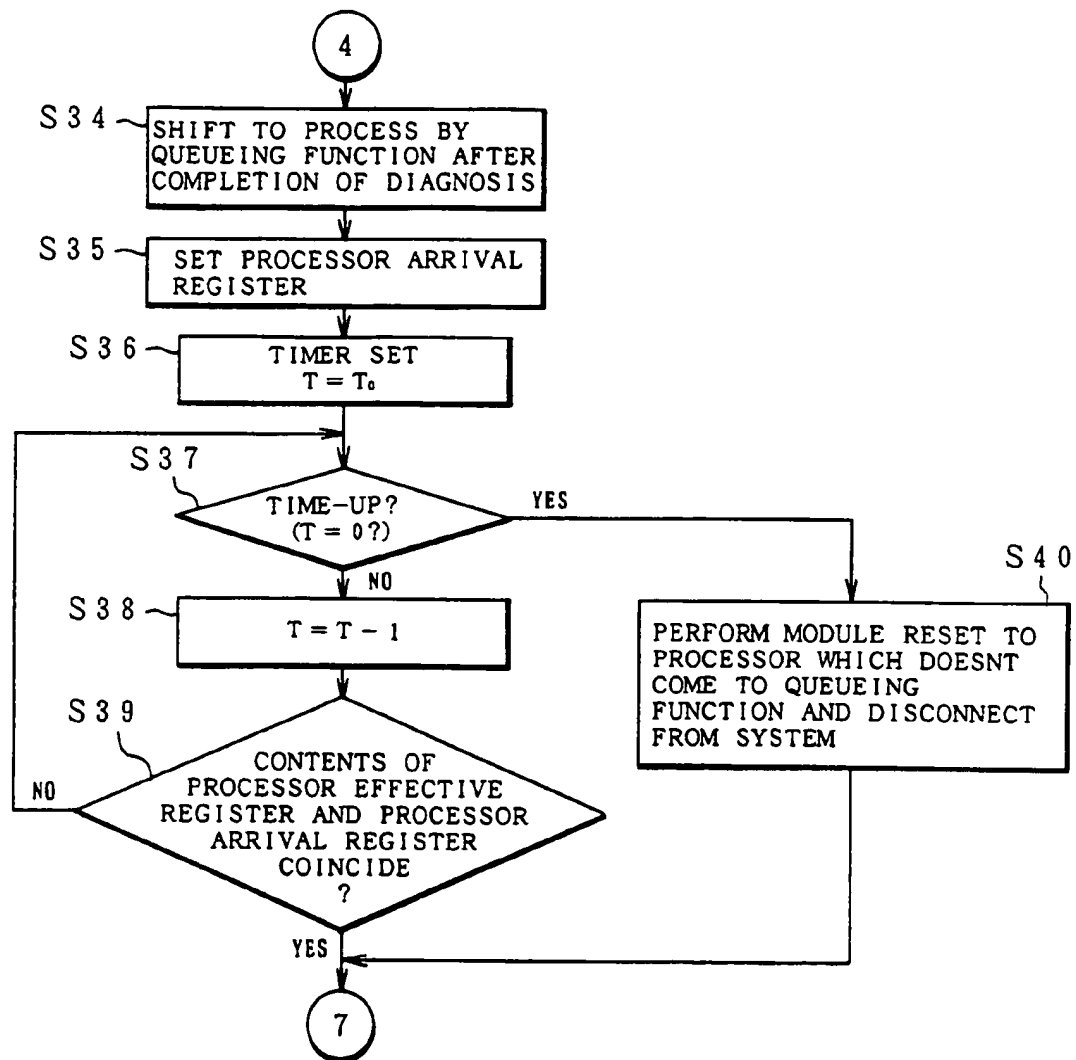 4
S34
SHIFT TO PROCESS BY
QUEUEING FUNCTION AFTER
COMPLETION OF DIAGNOSIS
S35
SET PROCESSOR ARRIVAL
REGISTER
S36
TIMER SET
T = T₀
S37
TIME-UP?
(T = 0?)
YES
NO
S38
T = T - 1
S40
PERFORM MODULE RESET TO
PROCESSOR WHICH DOESNT
COME TO QUEUEING
FUNCTION AND DISCONNECT
FROM SYSTEM
S39
CONTENTS OF
PROCESSOR EFFECTIVE
REGISTER AND PROCESSOR
ARRIVAL REGISTER
COINCIDE
?
NO
YES
7